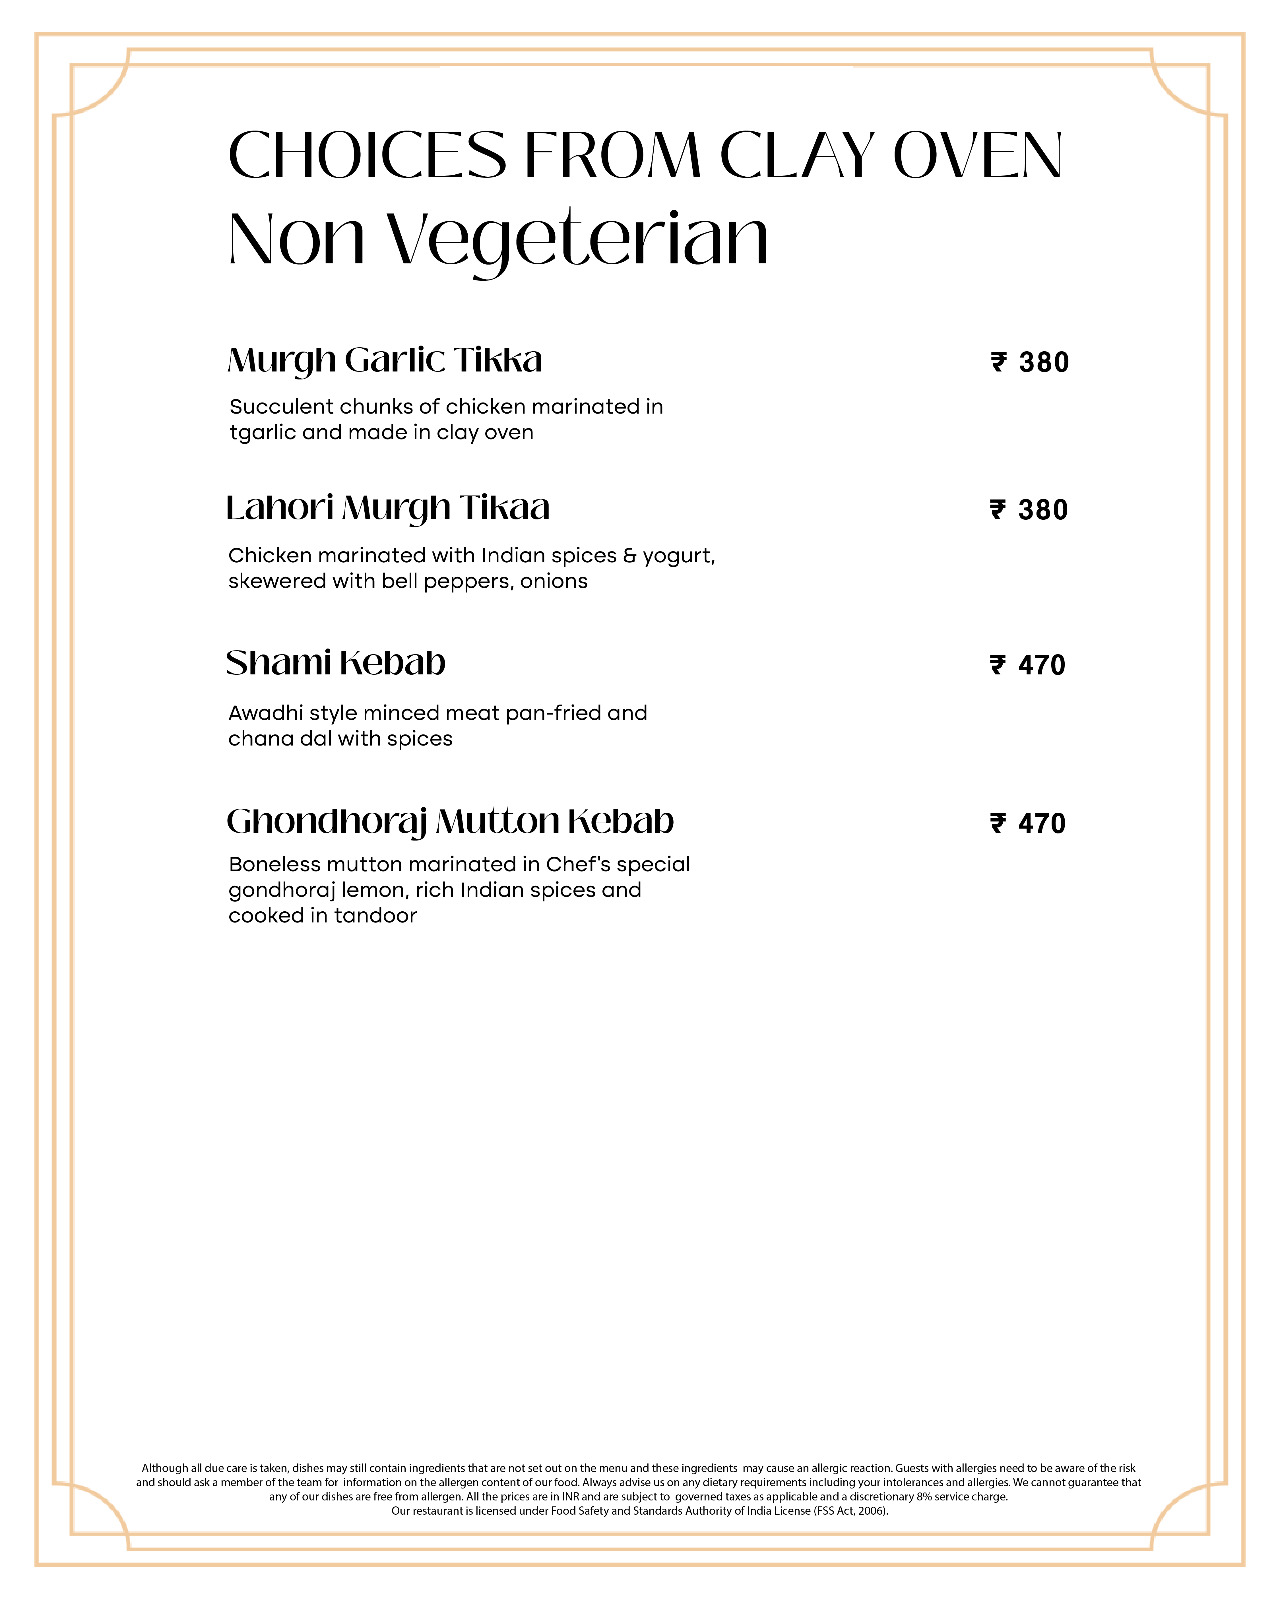 CHOICES FROM CLAY OVEN
Non Vegeterian
Murgh Garlic Tikka ₹ 380
Succulent chunks of chicken marinated in
tgarlic and made in clay oven
Lahori Murgh Tikaa ₹ 380
Chicken marinated with Indian spices & yogurt,
skewered with bell peppers, onions
Shami Kebab ₹ 470
Awadhi style minced meat pan-fried and
chana dal with spices
Ghondhoraj Mutton Kebab ₹ 470
Boneless mutton marinated in Chef's special
gondhoraj lemon, rich Indian spices and
cooked in tandoor
Although all due care is taken, dishes may still contain ingredients that are not set out on the menu and these ingredients may cause an allergic reaction. Guests with allergies need to be aware of the risk
and should ask a member of the team for information on the allergen content of our food. Always advise us on any dietary requirements including your intolerances and allergies. We cannot guarantee that
any of our dishes are free from allergen. All the prices are in INR and are subject to governed taxes as applicable and a discretionary 8% service charge.
Our restaurant is licensed under Food Safety and Standards Authority of India License (FSS Act, 2006).